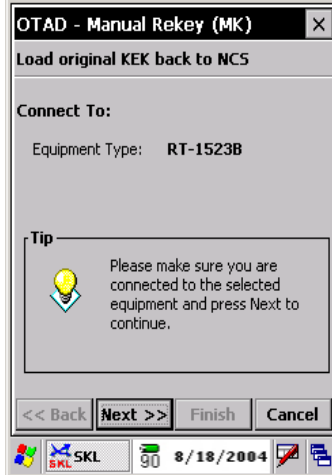 OTAD - Manual Rekey (MK)
Load original KEK back to NCS
Connect To:
Equipment Type: RT-1523B
Tip
Please make sure you are
connected to the selected
equipment and press Next to
continue.
<< Back Next >> Finish Cancel
SKL SKL 90 8/18/2004